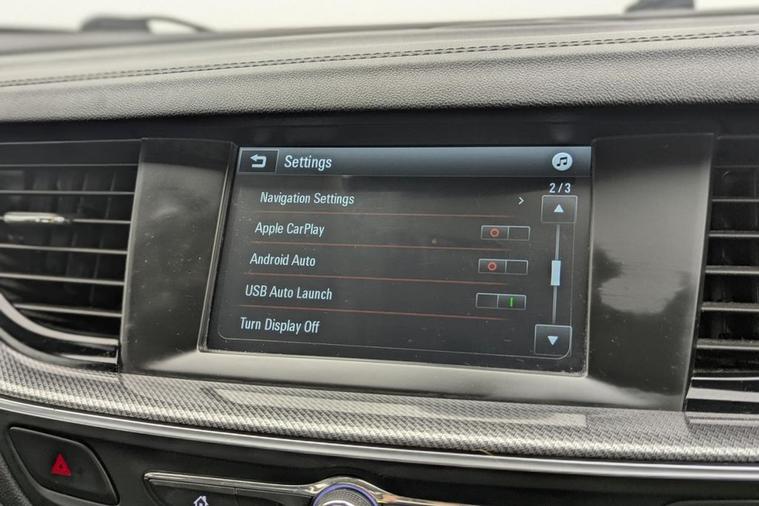 Settings
2/3
Navigation Settings
Apple CarPlay
Android Auto
USB Auto Launch
Turn Display Off